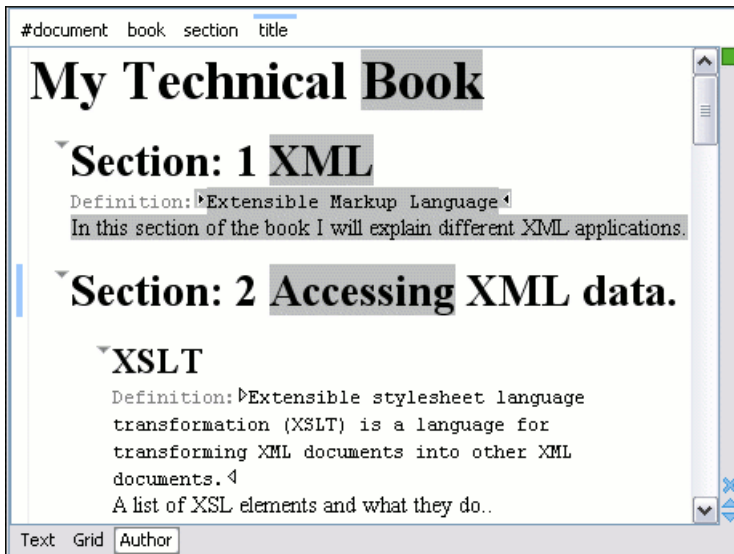 #document book section title
My Technical Book
Section: 1 XML
Definition: Extensible Markup Language
In this section of the book I will explain different XML applications.
Section: 2 Accessing XML data.
XSLT
Definition: Extensible stylesheet language
transformation (XSLT) is a language for
transforming XML documents into other XML
documents.
A list of XSL elements and what they do..
Text Grid Author